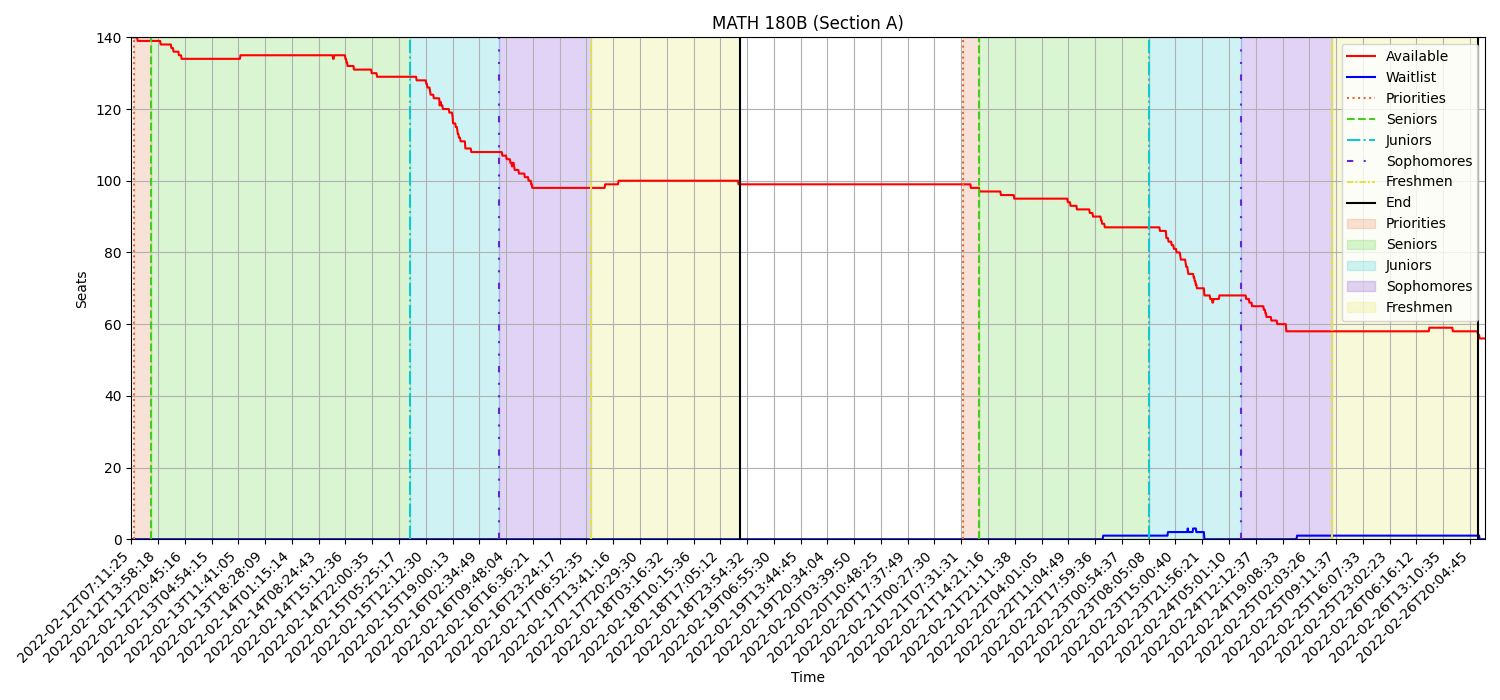 MATH 180B (Section A)
Seats
140
120
100
80
60
40
20
0
Available
Waitlist
Priorities
Seniors
Juniors
Sophomores
Freshmen
End
Priorities
Seniors
Juniors
Sophomores
Freshmen
2022-02-12T07:11:25
2022-02-12T13:58:18
2022-02-12T20:45:16
2022-02-13T04:54:15
2022-02-13T11:41:05
2022-02-13T18:28:09
2022-02-14T01:15:14
2022-02-14T08:24:43
2022-02-14T15:12:36
2022-02-14T22:00:35
2022-02-15T05:25:17
2022-02-15T12:12:30
2022-02-15T19:00:13
2022-02-16T02:34:49
2022-02-16T09:48:04
2022-02-16T16:36:21
2022-02-16T23:24:17
2022-02-17T06:52:35
2022-02-17T13:41:16
2022-02-17T20:29:30
2022-02-18T03:16:32
2022-02-18T10:15:36
2022-02-18T17:05:12
2022-02-18T23:54:32
2022-02-19T06:55:30
2022-02-19T13:44:45
2022-02-19T20:34:04
2022-02-20T03:39:50
2022-02-20T10:48:25
2022-02-20T17:37:49
2022-02-21T00:27:30
2022-02-21T07:31:31
2022-02-21T14:21:16
2022-02-21T21:11:38
2022-02-22T04:01:05
2022-02-22T11:04:49
2022-02-22T17:59:36
2022-02-23T00:54:37
2022-02-23T08:05:08
2022-02-23T15:00:40
2022-02-23T21:56:21
2022-02-24T05:01:10
2022-02-24T12:12:37
2022-02-24T19:08:33
2022-02-25T02:03:26
2022-02-25T09:11:37
2022-02-25T16:07:33
2022-02-25T23:02:23
2022-02-26T06:16:12
2022-02-26T13:10:35
2022-02-26T20:04:45
Time